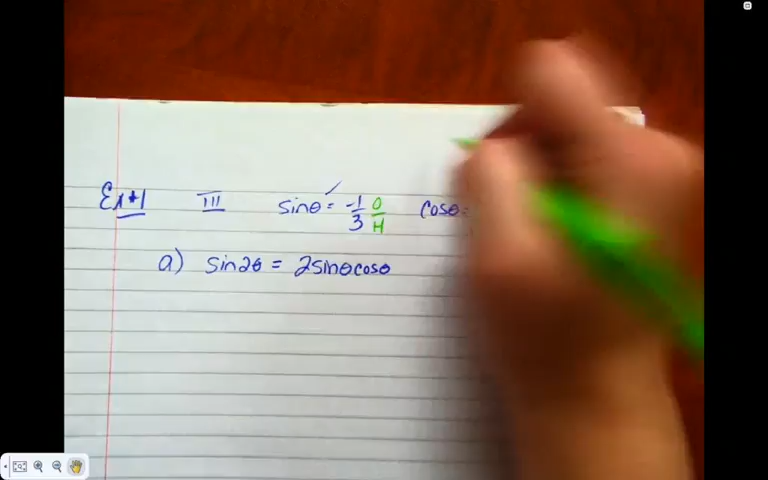 Ex#1 III sinθ = -1/3 O/H cosθ =
a) sin2θ = 2sinθcosθ